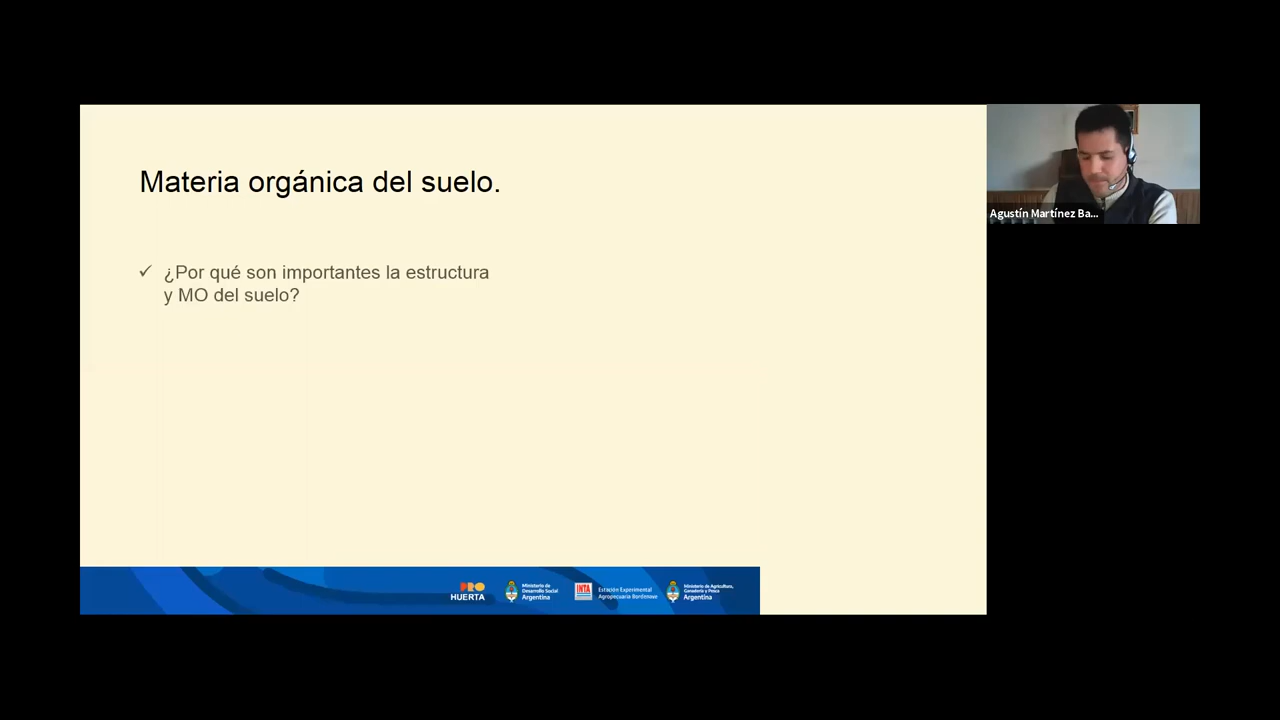 Materia orgánica del suelo.
✓ ¿Por qué son importantes la estructura
y MO del suelo?
Agustín Martínez Ba...
PRO
HUERTA
Ministerio de
Desarrollo Social
Argentina
INTA
Estación Experimental
Agropecuaria Bordenave
Ministerio de Agricultura,
Ganadería y Pesca
Argentina